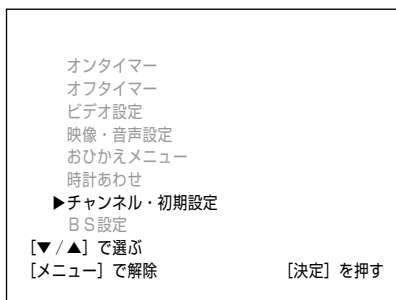 オンタイマー
オフタイマー
ビデオ設定
映像・音声設定
おひかえメニュー
時計あわせ
▶チャンネル・初期設定
ＢＳ設定
[▼/▲] で選ぶ
[メニュー] で解除 [決定] を押す